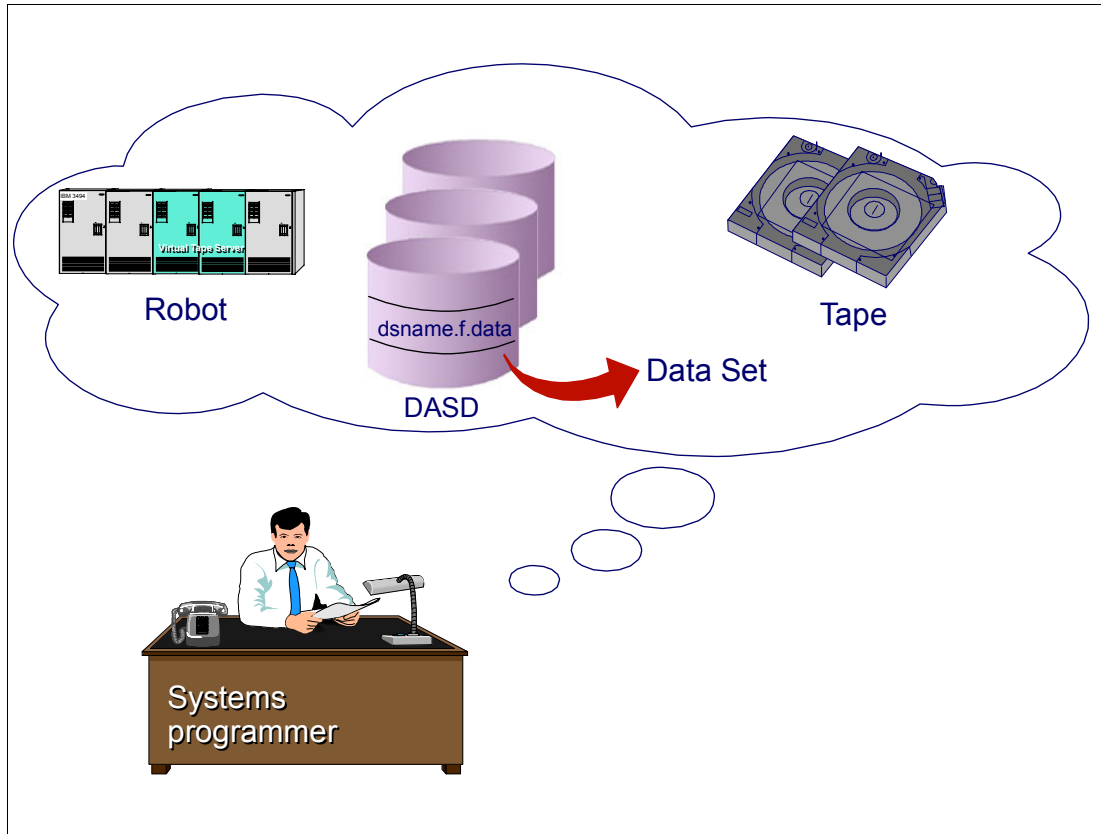 IBM 3494
Virtual Tape Server
Robot
dsname.f.data
DASD
Data Set
Tape
Systems
programmer